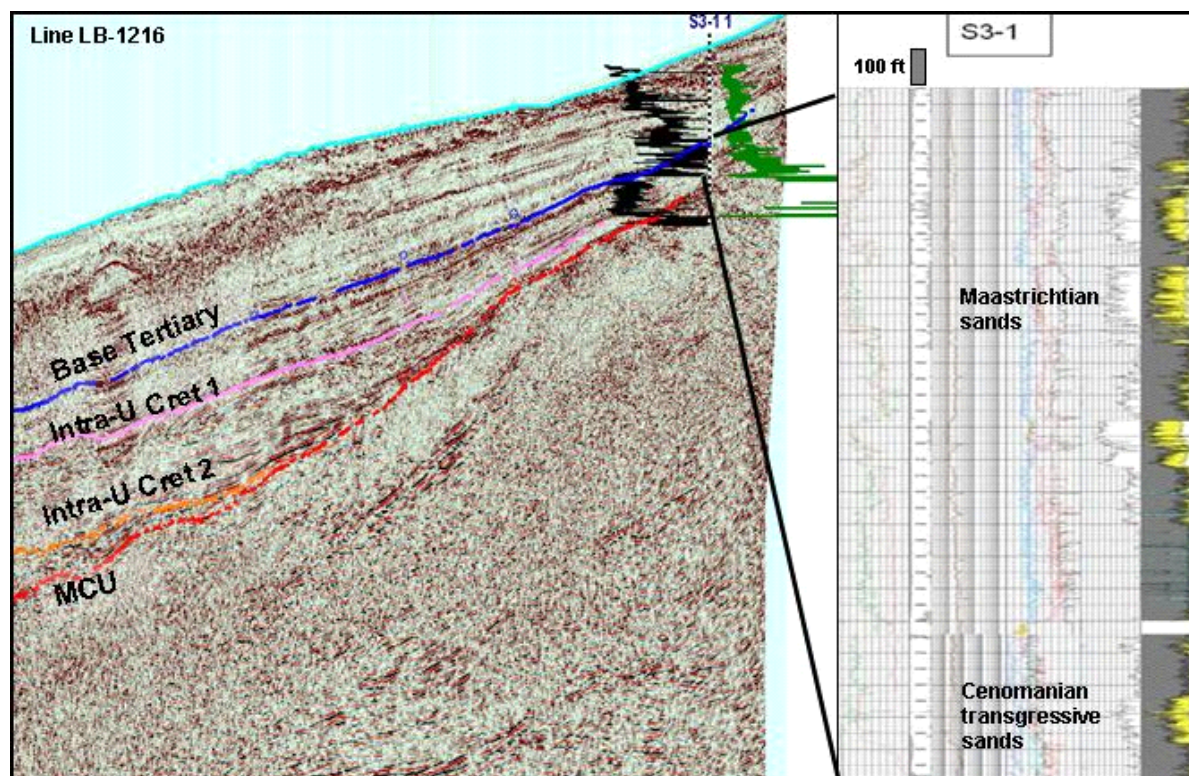 Line LB-1216
S3-1 1
S3-1
100 ft
Base Tertiary
Intra-U Cret 1
Intra-U Cret 2
MCU
Maastrichtian
sands
Cenomanian
transgressive
sands